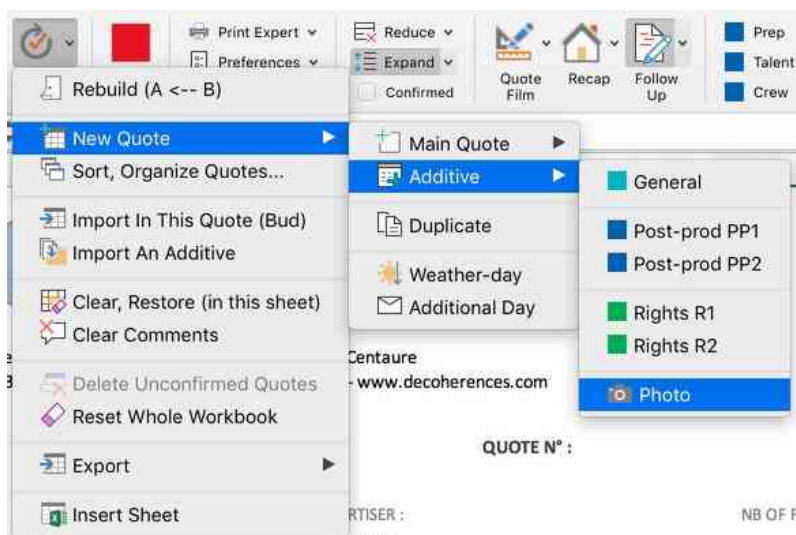 Print Expert
Preferences
Reduce
Expand
Confirmed
Quote
Film
Recap
Follow
Up
Prep
Talent
Crew
Rebuild (A <-- B)
New Quote
Sort, Organize Quotes...
Import In This Quote (Bud)
Import An Additive
Clear, Restore (in this sheet)
Clear Comments
Delete Unconfirmed Quotes
Reset Whole Workbook
Export
Insert Sheet
Main Quote
Additive
Duplicate
Weather-day
Additional Day
General
Post-prod PP1
Post-prod PP2
Rights R1
Rights R2
Photo
Centaure
- www.decoherences.com
QUOTE N° :
RTISER :
NB OF F